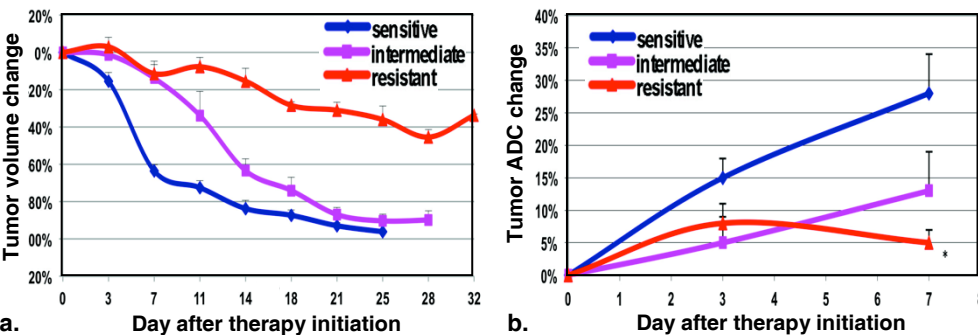 Tumor volume change
20%
0%
20%
40%
60%
80%
00%
20%
sensitive
intermediate
resistant
0 3 7 11 14 18 21 25 28 32
a. Day after therapy initiation
Tumor ADC change
40%
35%
30%
25%
20%
15%
10%
5%
0%
sensitive
intermediate
resistant
*
0 1 2 3 4 5 6 7
b. Day after therapy initiation